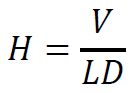 H = V / LD